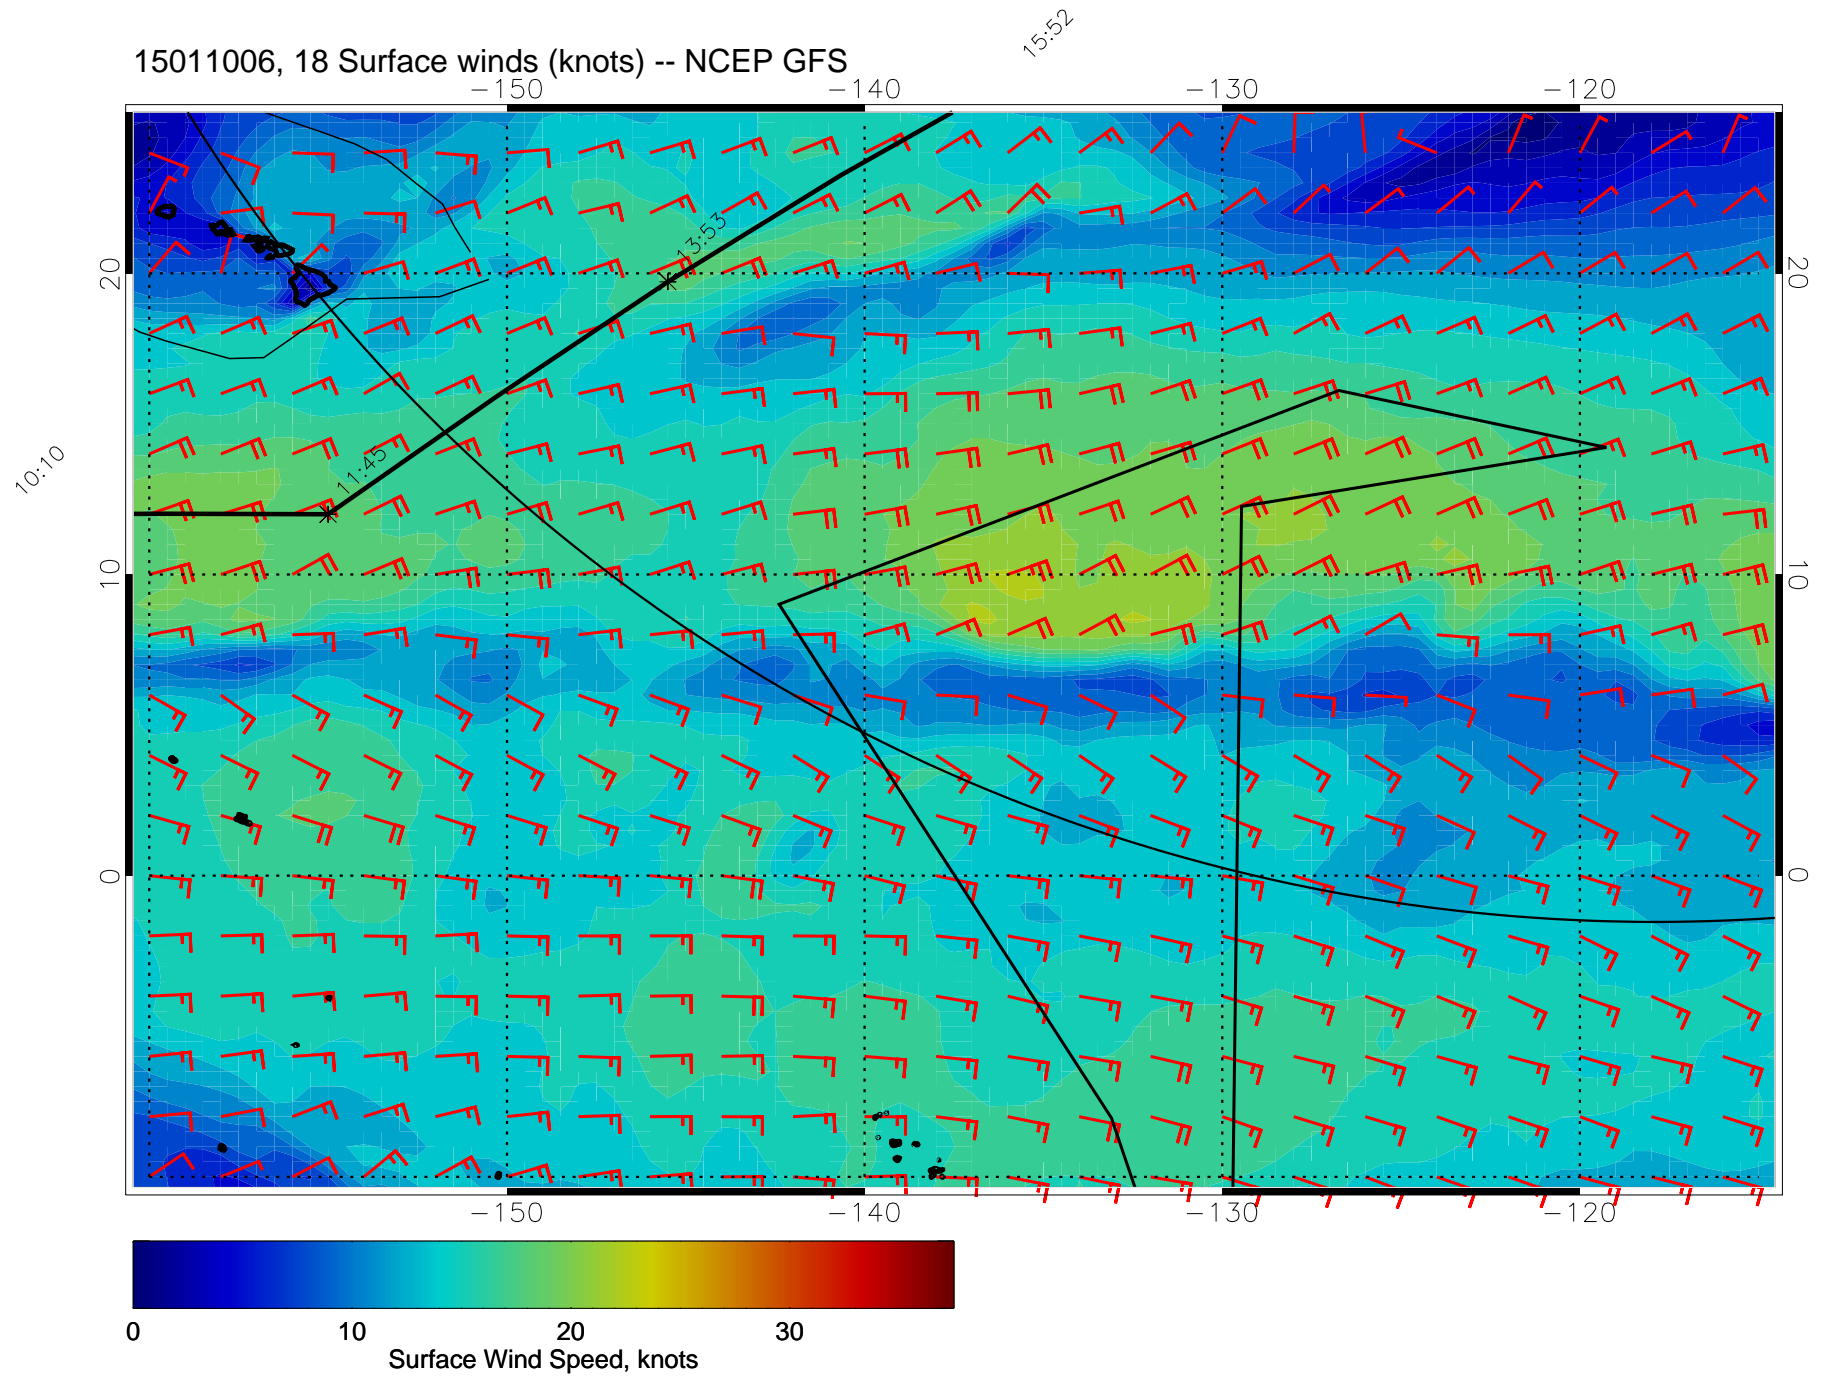 15:52
15011006, 18 Surface winds (knots) -- NCEP GFS
−150 −140 −130 −120
20 20
13:53
10:10
11:45
10 10
0 0
−150 −140 −130 −120
0 10 20 30
Surface Wind Speed, knots